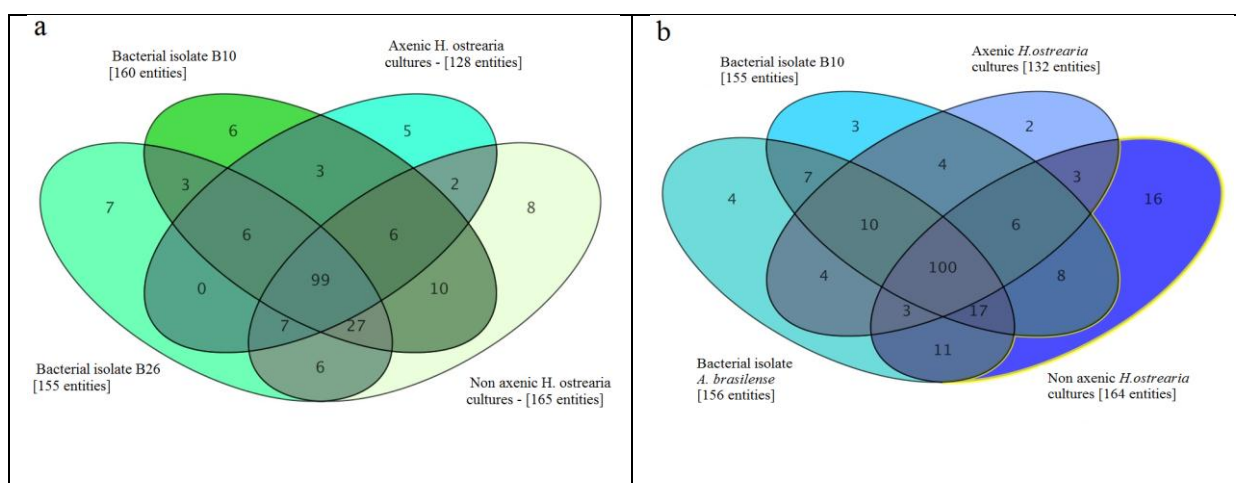 a
Bacterial isolate B10
[160 entities]
Axenic H. ostrearia
cultures - [128 entities]
6
5
3
3
2
7
8
6
6
0
99
10
7
27
6
Bacterial isolate B26
[155 entities]
Non axenic H. ostrearia
cultures - [165 entities]
b
Bacterial isolate B10
[155 entities]
Axenic H.ostrearia
cultures [132 entities]
3
2
7
4
3
4
16
10
6
4
100
8
3
17
11
Bacterial isolate
A. brasilense
[156 entities]
Non axenic H.ostrearia
cultures [164 entities]